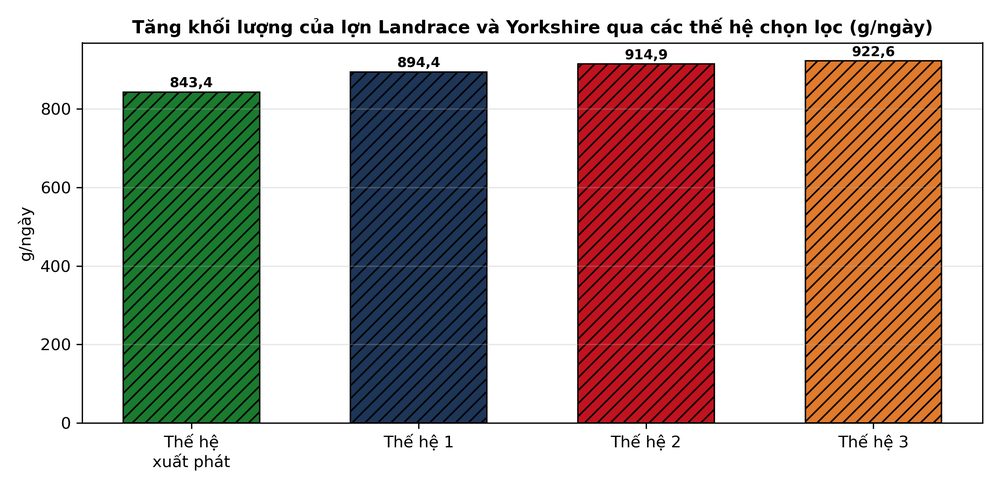 Tăng khối lượng của lợn Landrace và Yorkshire qua các thế hệ chọn lọc (g/ngày)
843,4
894,4
914,9
922,6
g/ngày
800
600
400
200
0
Thế hệ
xuất phát
Thế hệ 1
Thế hệ 2
Thế hệ 3